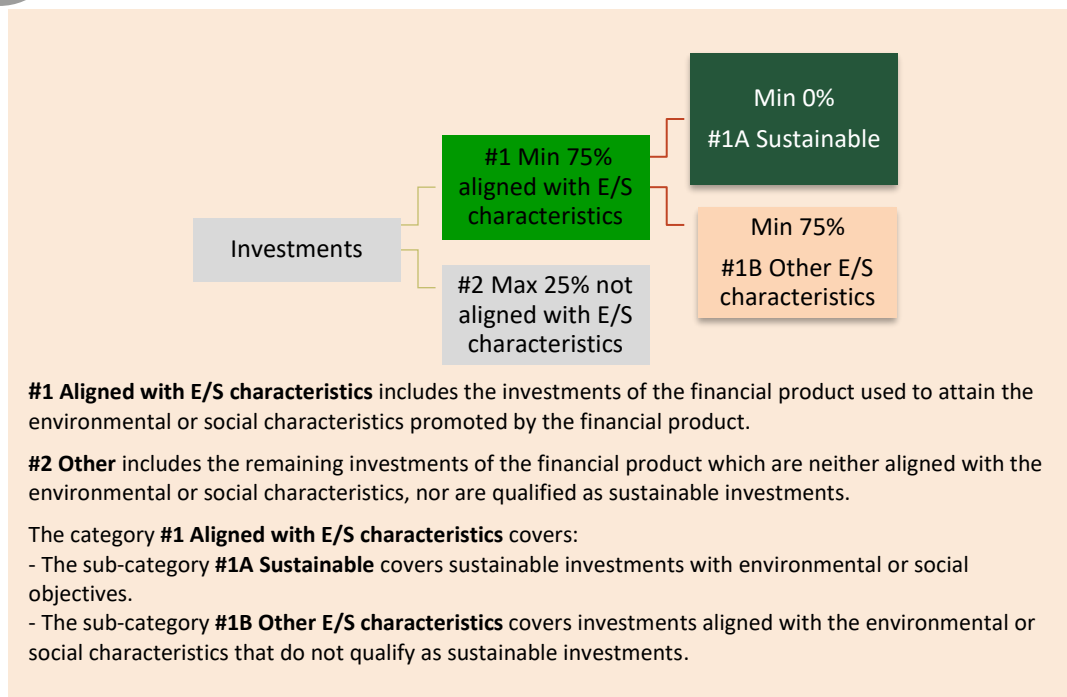 Min 0%
#1A Sustainable
#1 Min 75%
aligned with E/S
characteristics
Min 75%
#1B Other E/S
characteristics
Investments
#2 Max 25% not
aligned with E/S
characteristics
#1 Aligned with E/S characteristics includes the investments of the financial product used to attain the
environmental or social characteristics promoted by the financial product.
#2 Other includes the remaining investments of the financial product which are neither aligned with the
environmental or social characteristics, nor are qualified as sustainable investments.
The category #1 Aligned with E/S characteristics covers:
- The sub-category #1A Sustainable covers sustainable investments with environmental or social
objectives.
- The sub-category #1B Other E/S characteristics covers investments aligned with the environmental or
social characteristics that do not qualify as sustainable investments.